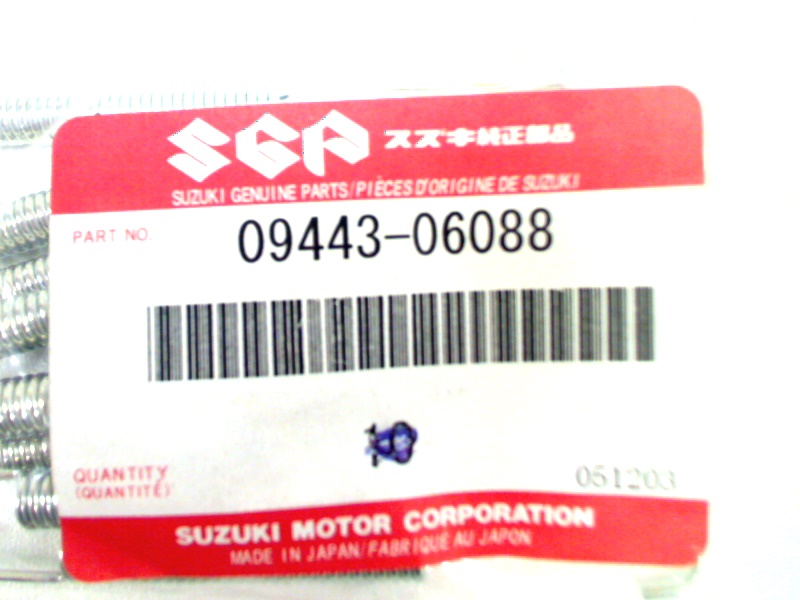 SGP スズキ純正部品
SUZUKI GENUINE PARTS/PIÈCES D'ORIGINE DE SUZUKI
PART NO.
09443-06088
QUANTITY
(QUANTITÉ)
051203
SUZUKI MOTOR CORPORATION
MADE IN JAPAN/FABRIQUÉ AU JAPON